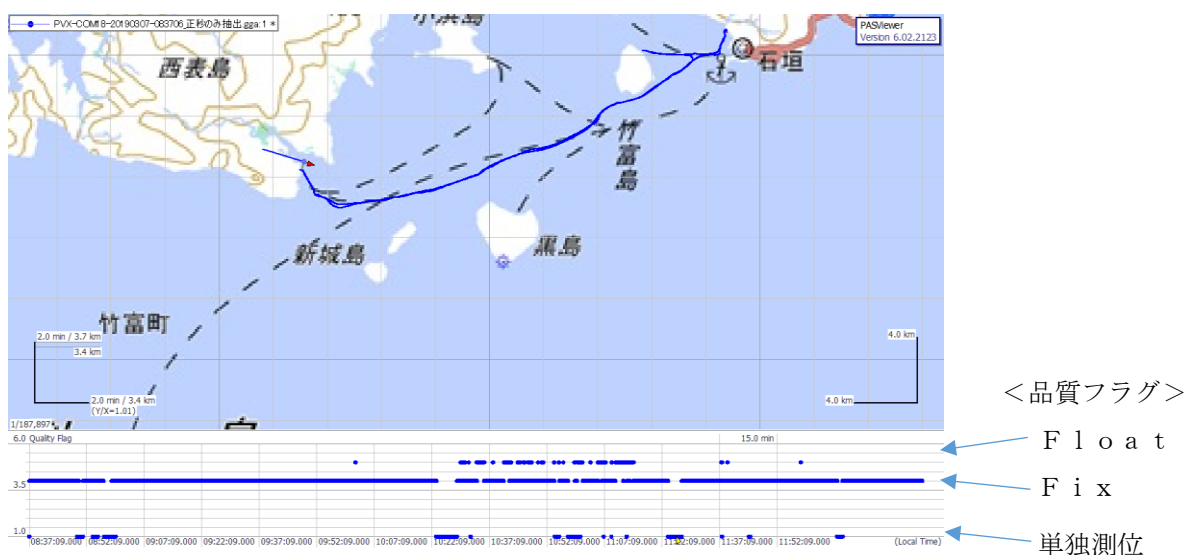 PVX-COM18-20190307-083706_正秒のみ抽出.gga:1 *
PASViewer
Version 6.02.2123
小浜島
西表島
石垣
竹富島
黒島
新城島
竹富町
2.0 min / 3.7 km
3.4 km
2.0 min / 3.4 km
(Y/X=1.01)
4.0 km
4.0 km
1/187,897
6.0 Quality Flag
15.0 min
3.5
1.0
08:37:09.000 08:52:09.000 09:07:09.000 09:22:09.000 09:37:09.000 09:52:09.000 10:07:09.000 10:22:09.000 10:37:09.000 10:52:09.000 11:07:09.000 11:22:09.000 11:37:09.000 11:52:09.000 (Local Time)
＜品質フラグ＞
Ｆｌｏａｔ
Ｆｉｘ
単独測位